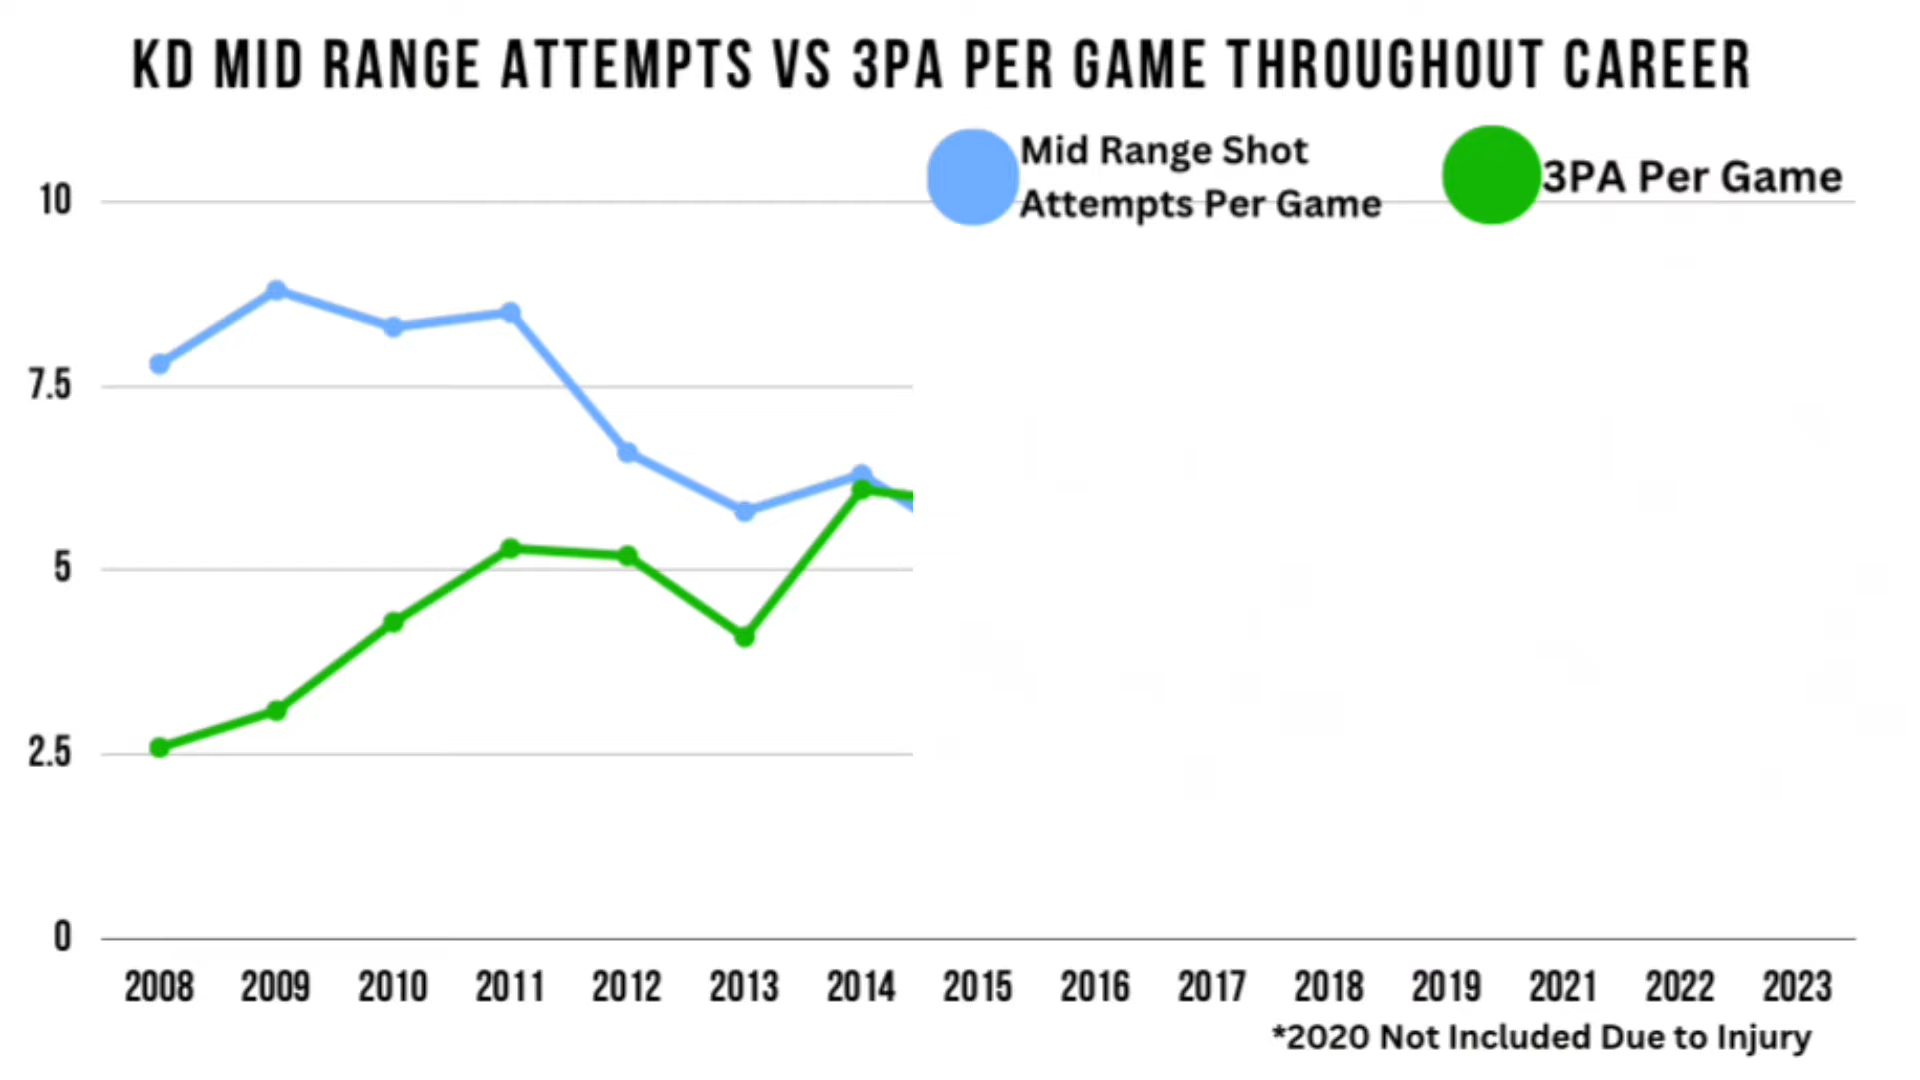 KD MID RANGE ATTEMPTS VS 3PA PER GAME THROUGHOUT CAREER
Mid Range Shot
Attempts Per Game
3PA Per Game
10
7.5
5
2.5
0
2008 2009 2010 2011 2012 2013 2014 2015 2016 2017 2018 2019 2021 2022 2023
*2020 Not Included Due to Injury